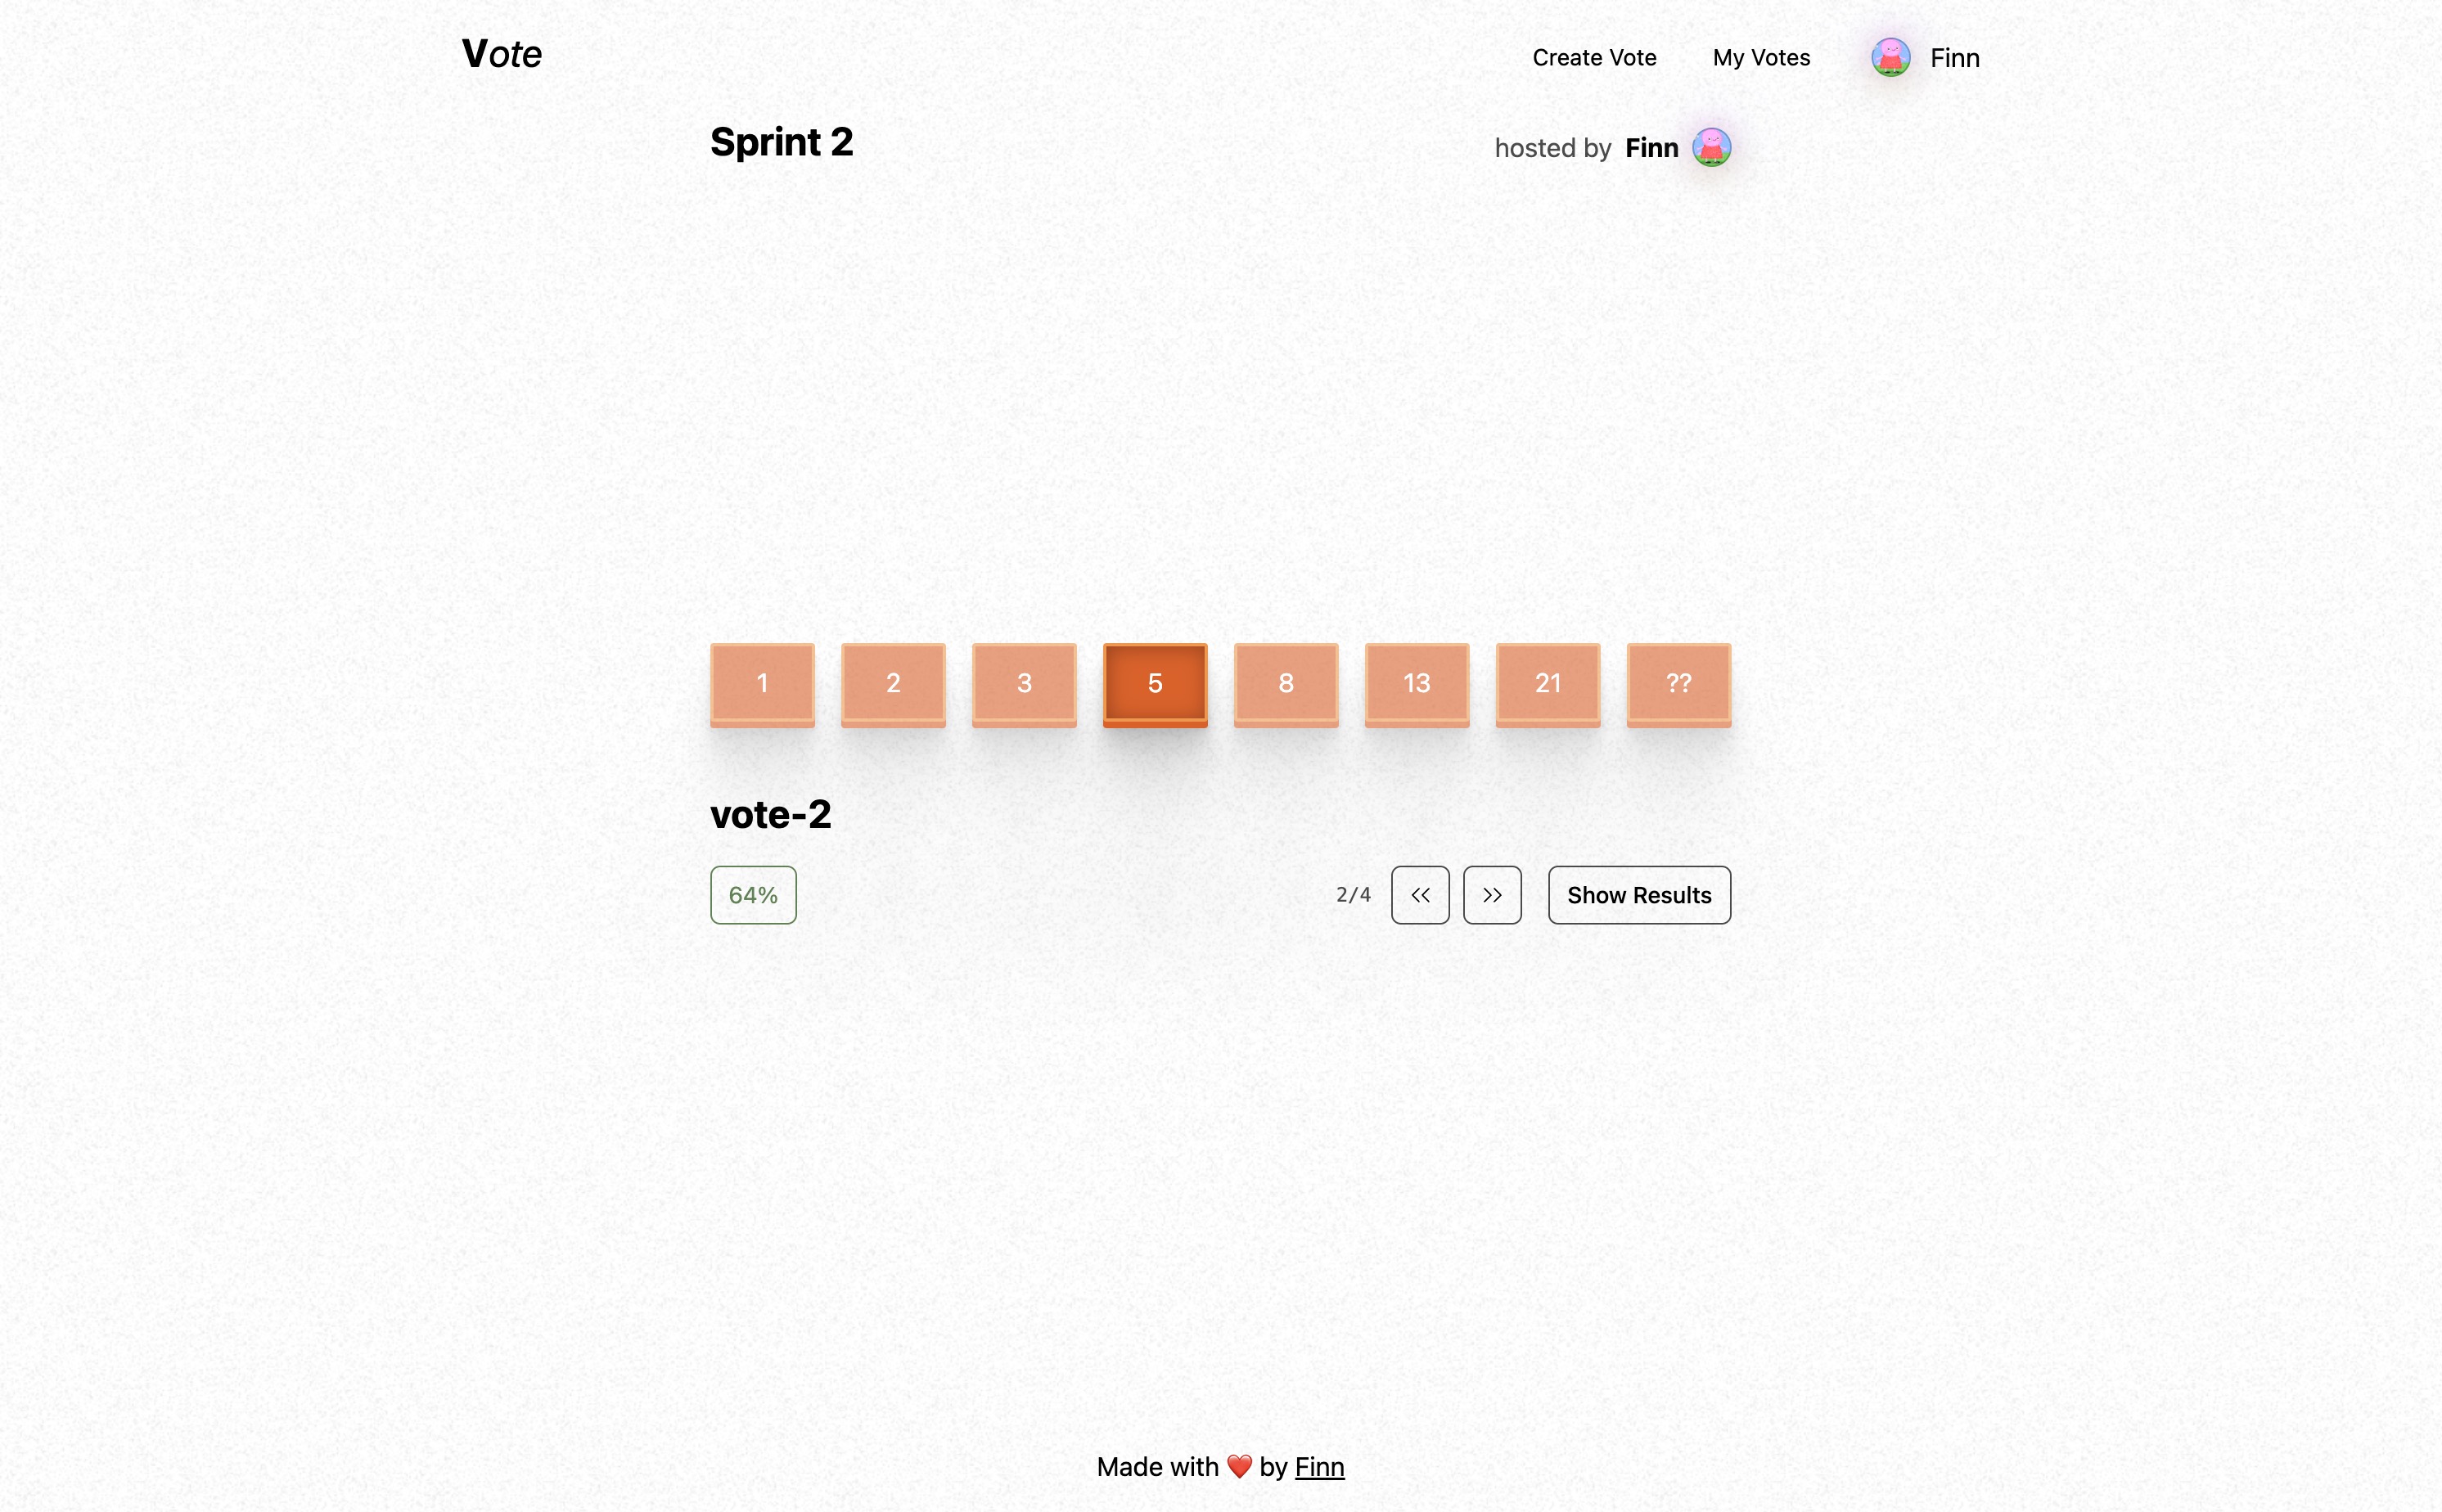 Vote
Create Vote My Votes Finn
Sprint 2
hosted by Finn
1 2 3 5 8 13 21 ??
vote-2
64% 2/4 << >> Show Results
Made with ❤️ by Finn